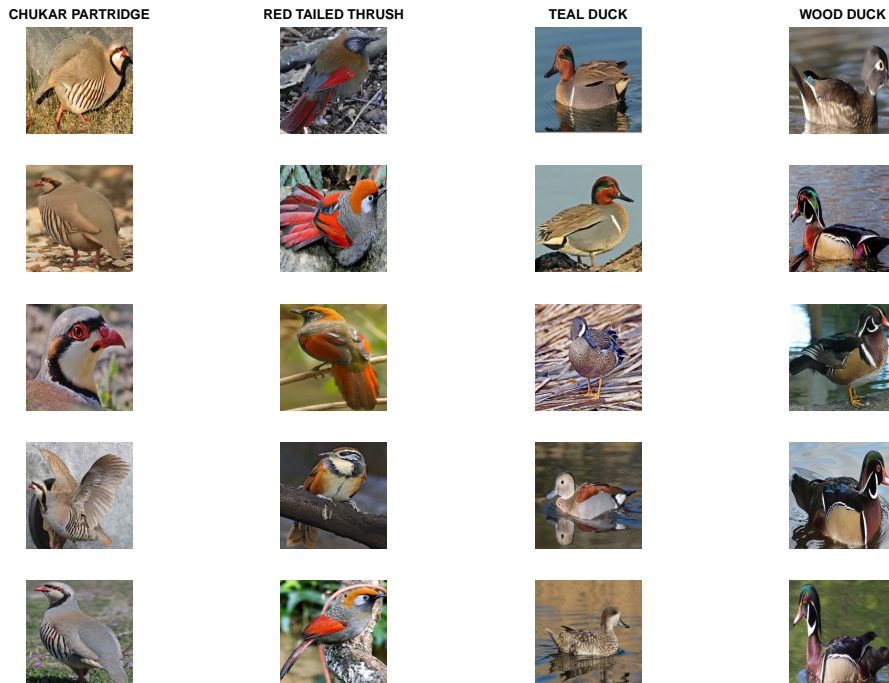 CHUKAR PARTRIDGE
RED TAILED THRUSH
TEAL DUCK
WOOD DUCK